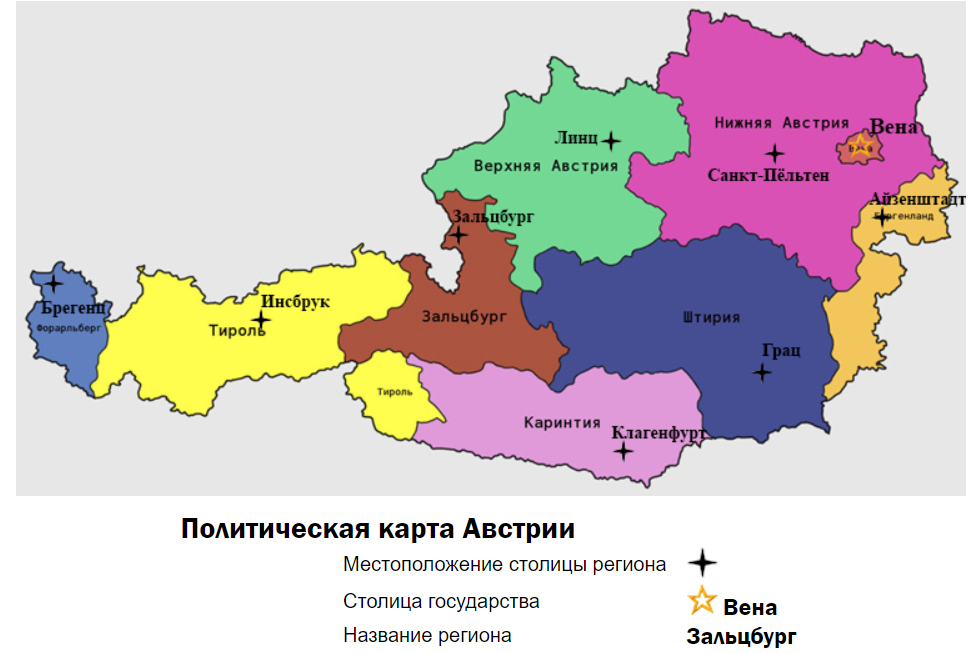 Нижняя Австрия
Вена
Вена
Линц
Верхняя Австрия
Санкт-Пёльтен
Айзенштадт
Бургенланд
Зальцбург
Инсбрук
Брегенц
Форарльберг
Тироль
Зальцбург
Штирия
Грац
Тироль
Каринтия
Клагенфурт
Политическая карта Австрии
Местоположение столицы региона
Столица государства
Вена
Название региона
Зальцбург